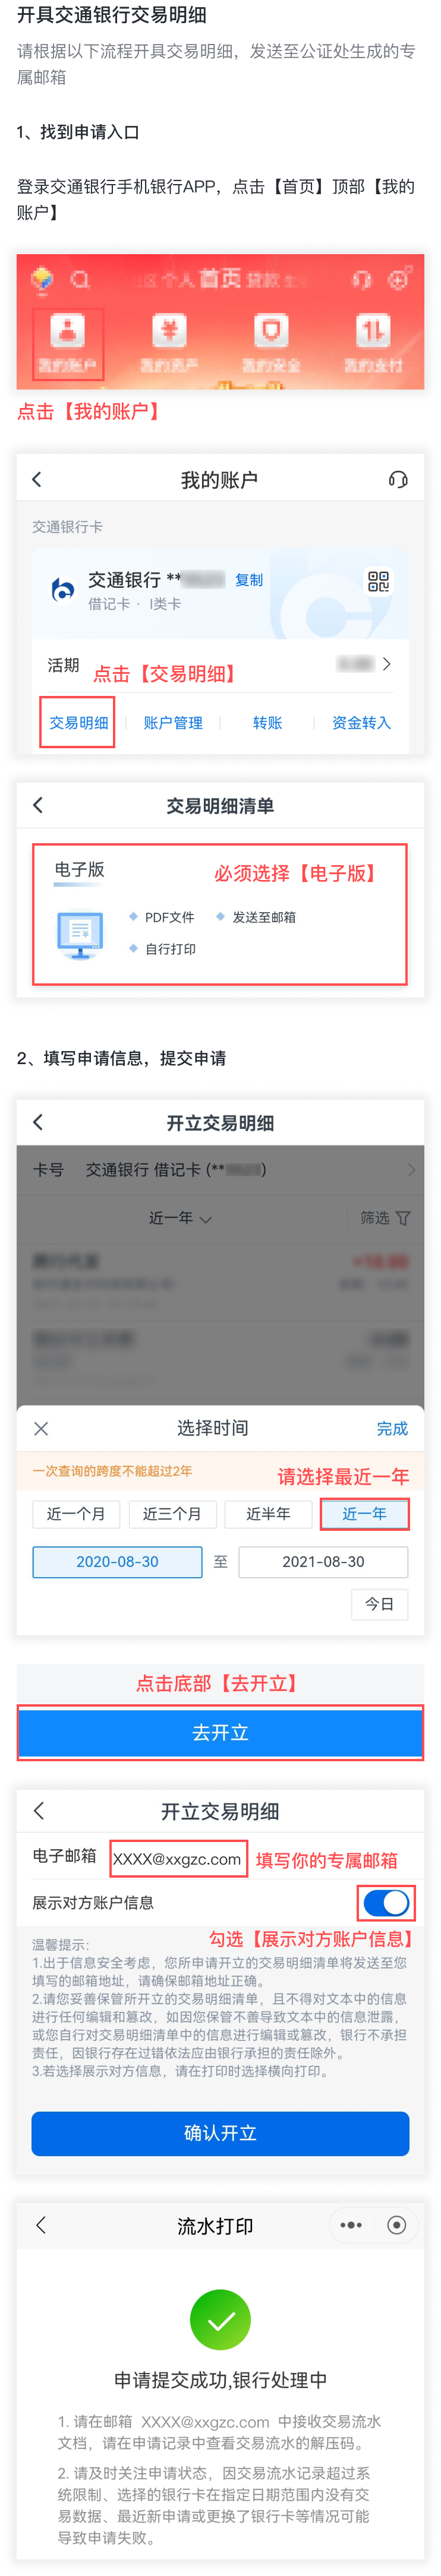 开具交通银行交易明细
请根据以下流程开具交易明细，发送至公证处生成的专
属邮箱
1、找到申请入口
登录交通银行手机银行APP，点击【首页】顶部【我的
账户】
个人 首页 贷款
我的账户 我的资产 我的安全 我的支付
点击【我的账户】
我的账户
交通银行卡
交通银行 ** 复制
借记卡 · I类卡
活期 点击【交易明细】
交易明细 账户管理 转账 资金转入
交易明细清单
电子版 必须选择【电子版】
PDF文件 发送至邮箱
自行打印
2、填写申请信息，提交申请
开立交易明细
卡号 交通银行 借记卡 (** )
近一年 筛选
选择时间 完成
一次查询的跨度不能超过2年 请选择最近一年
近一个月 近三个月 近半年 近一年
2020-08-30 至 2021-08-30
今日
点击底部【去开立】
去开立
开立交易明细
电子邮箱 XXXX@xxgzc.com 填写你的专属邮箱
展示对方账户信息
勾选【展示对方账户信息】
温馨提示：
1.出于信息安全考虑，您所申请开立的交易明细清单将发送至您
填写的邮箱地址，请确保邮箱地址正确。
2.请您妥善保管所开立的交易明细清单，且不得对文本中的信息
进行任何编辑和篡改，如因您保管不善导致文本中的信息泄露，
或您自行对交易明细清单中的信息进行编辑或篡改，银行不承担
责任，因银行存在过错依法应由银行承担的责任除外。
3.若选择展示对方信息，请在打印时选择横向打印。
确认开立
流水打印
申请提交成功,银行处理中
1. 请在邮箱 XXXX@xxgzc.com 中接收交易流水
文档，请在申请记录中查看交易流水的解压码。
2. 请及时关注申请状态，因交易流水记录超过系
统限制、选择的银行卡在指定日期范围内没有交
易数据、最近新申请或更换了银行卡等情况可能
导致申请失败。